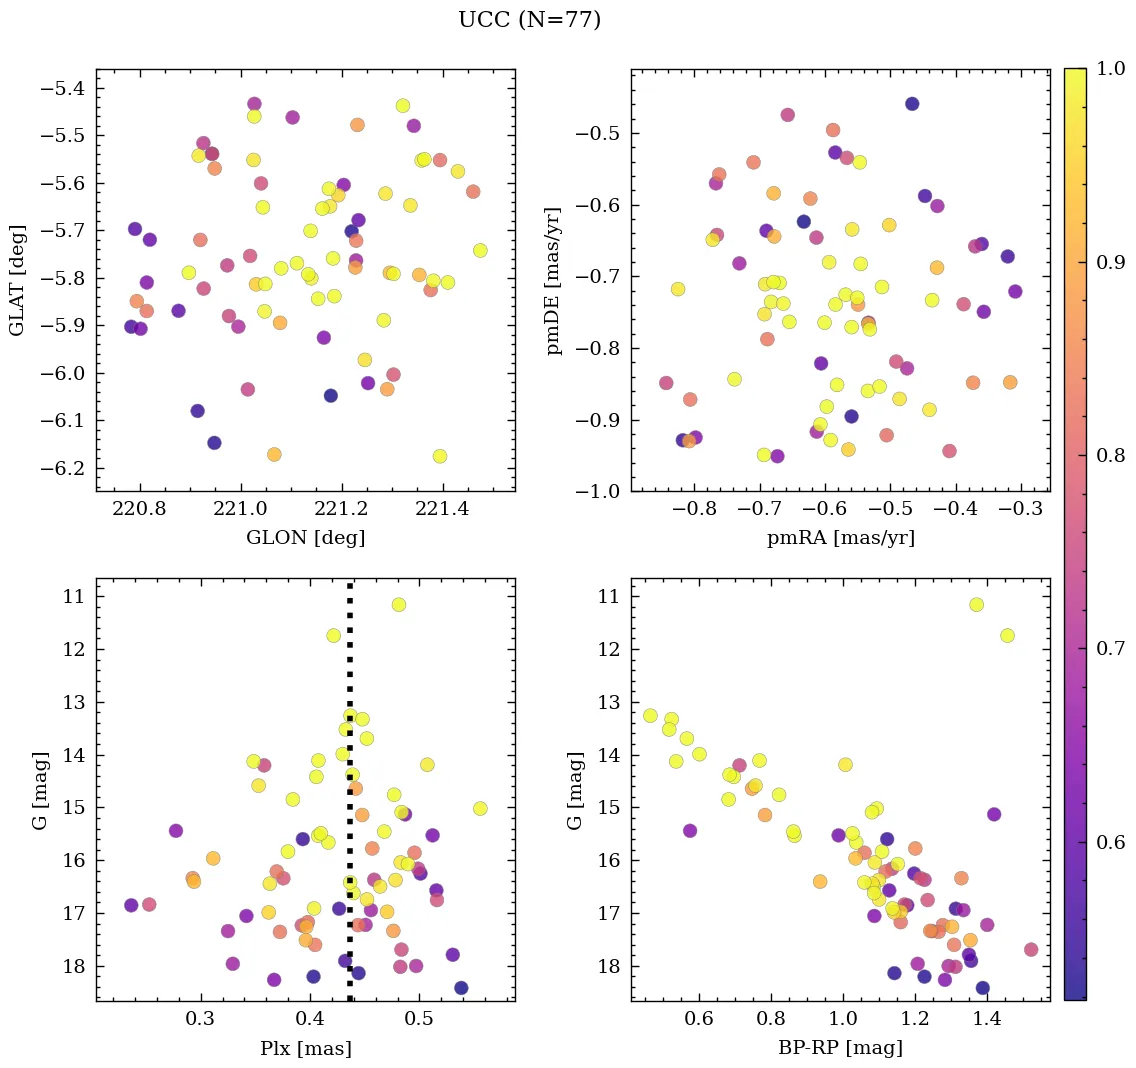 UCC (N=77)
−5.4
−5.5
−5.6
−5.7
−5.8
−5.9
−6.0
−6.1
−6.2
GLAT [deg]
220.8 221.0 221.2 221.4
GLON [deg]
−0.5
−0.6
−0.7
−0.8
−0.9
−1.0
pmDE [mas/yr]
−0.8 −0.7 −0.6 −0.5 −0.4 −0.3
pmRA [mas/yr]
11
12
13
14
15
16
17
18
G [mag]
0.3 0.4 0.5
Plx [mas]
11
12
13
14
15
16
17
18
G [mag]
0.6 0.8 1.0 1.2 1.4
BP-RP [mag]
1.0
0.9
0.8
0.7
0.6